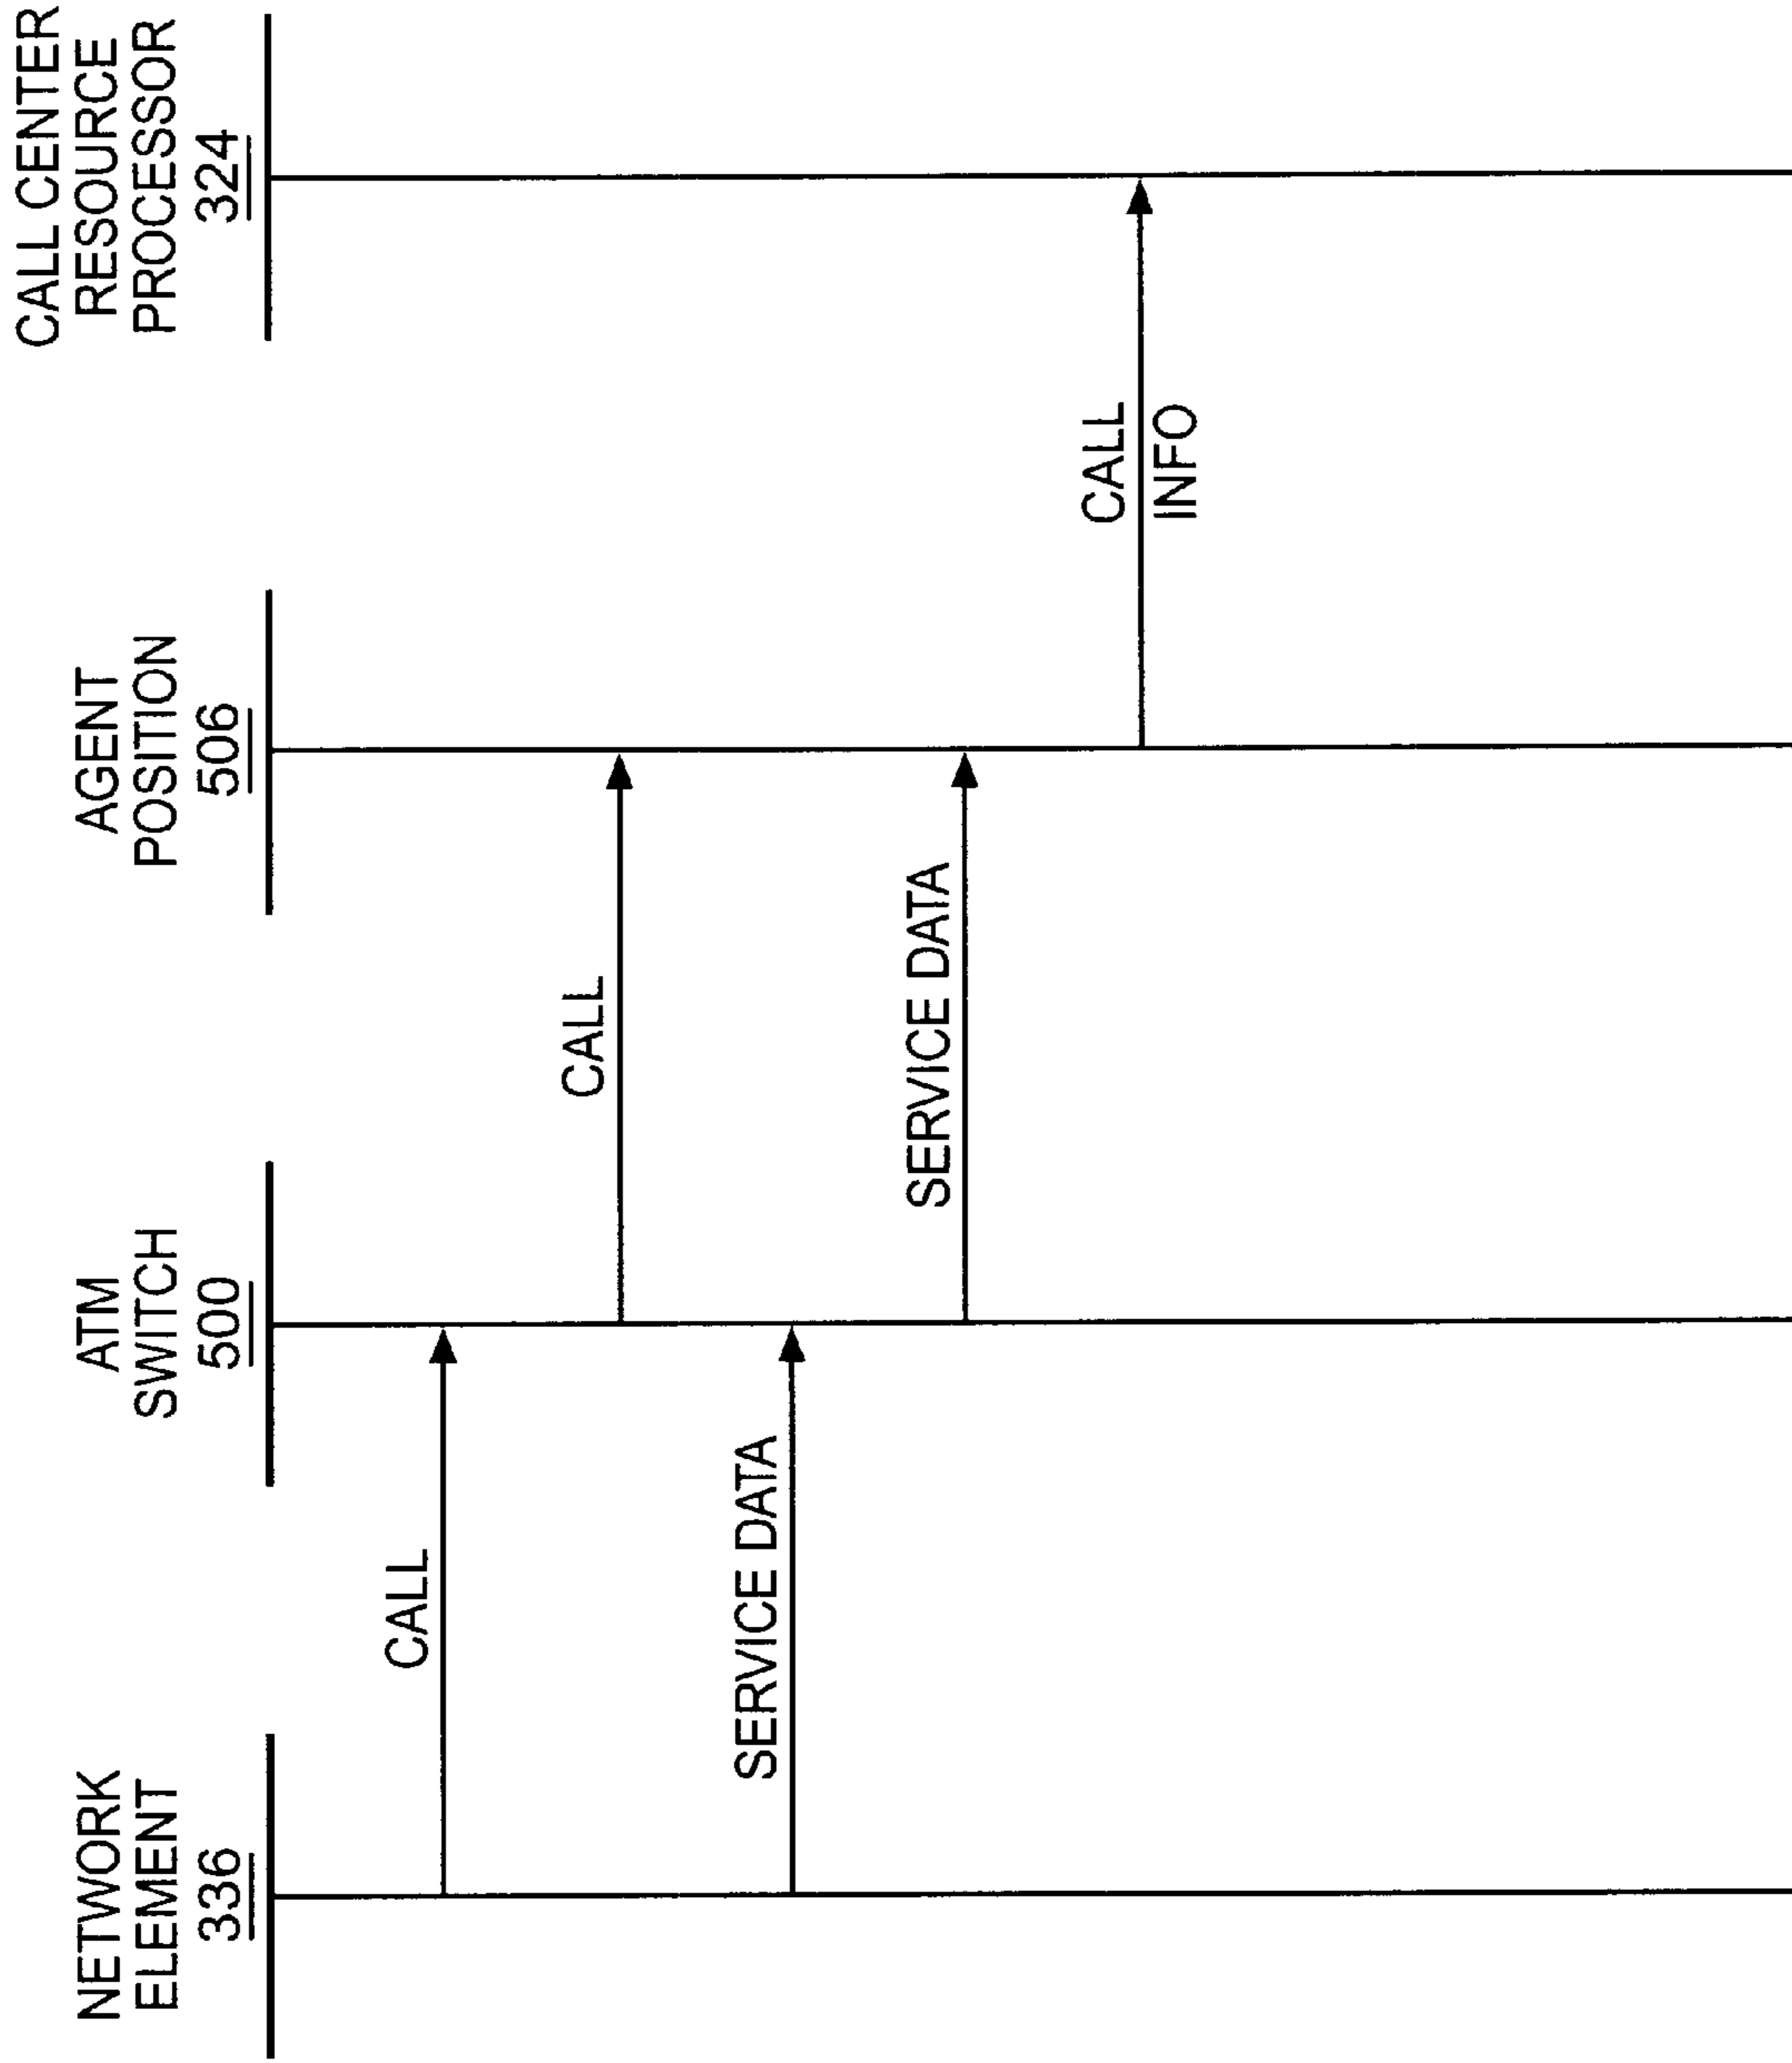 NETWORK
ELEMENT
336
ATM
SWITCH
500
AGENT
POSITION
506
CALL CENTER
RESOURCE
PROCESSOR
324
CALL
CALL
SERVICE DATA
SERVICE DATA
CALL
INFO